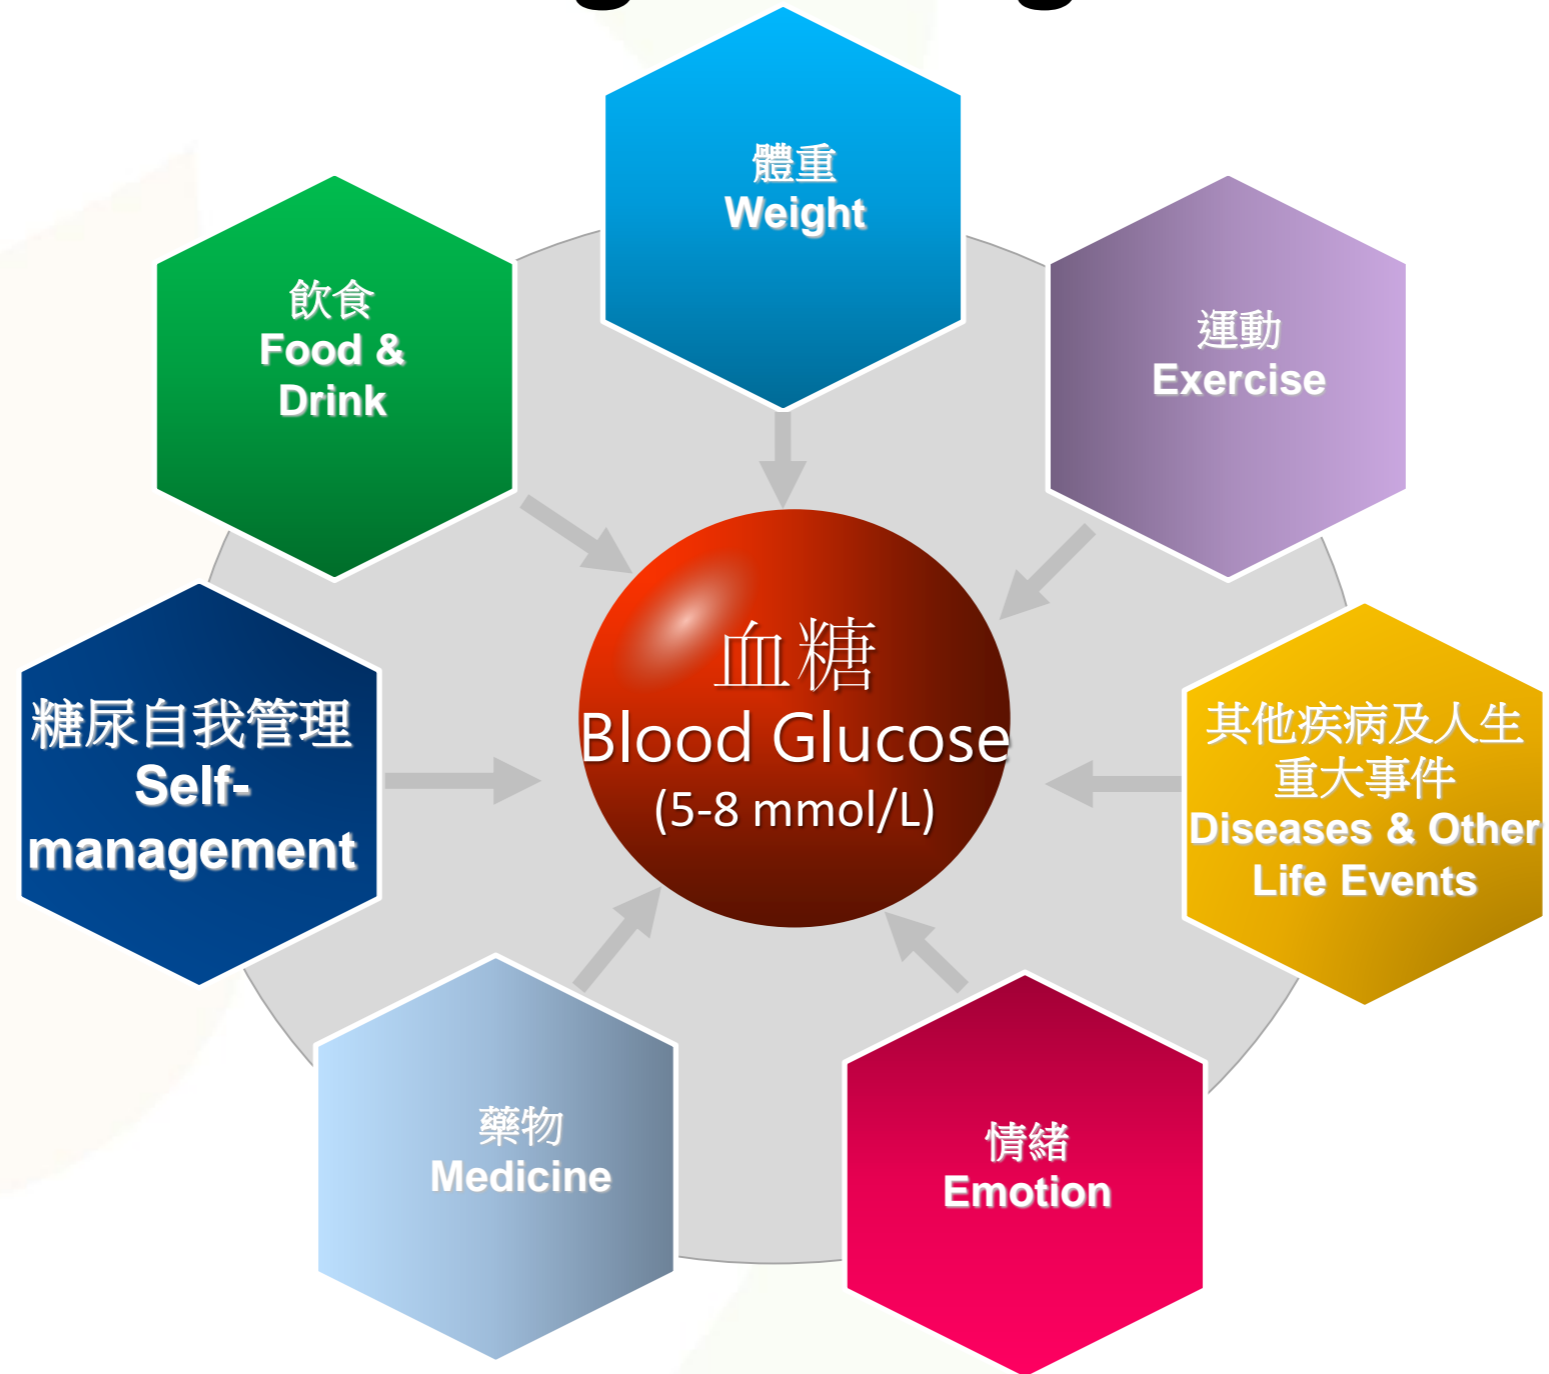 體重
Weight
飲食
Food &
Drink
運動
Exercise
血糖
Blood Glucose
(5-8 mmol/L)
糖尿自我管理
Self-
management
其他疾病及人生
重大事件
Diseases & Other
Life Events
藥物
Medicine
情緒
Emotion